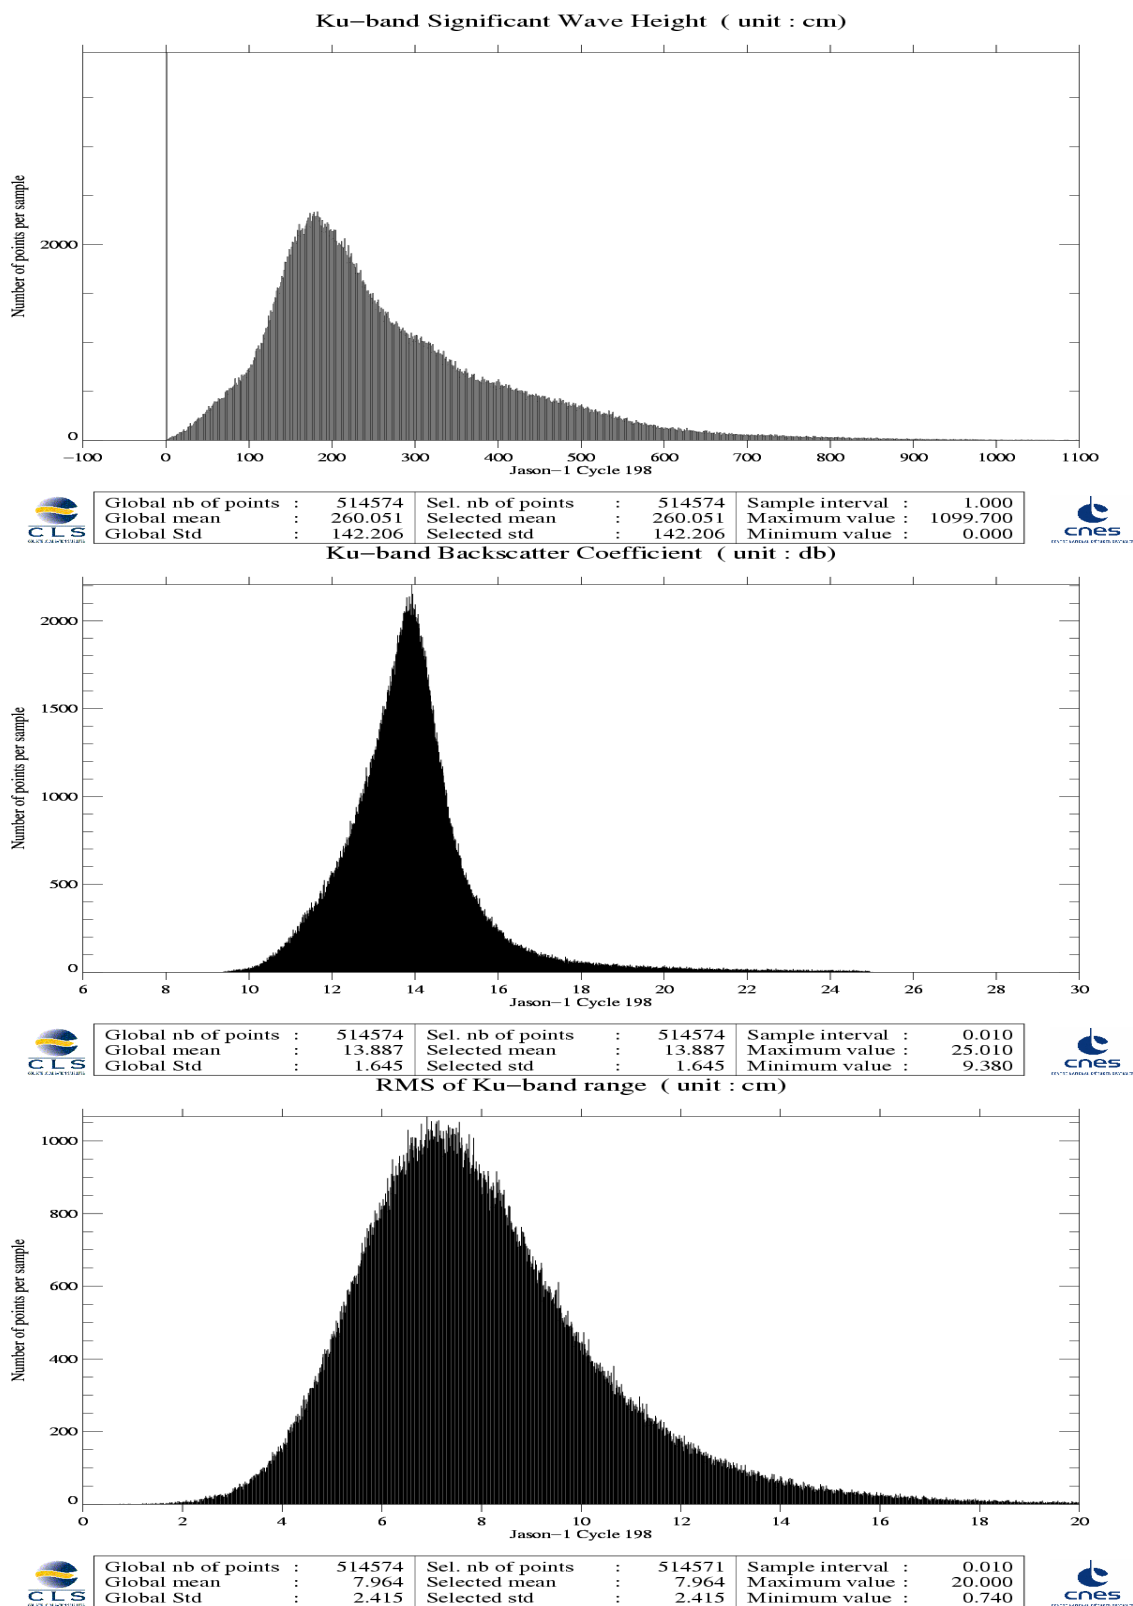 Ku−band Significant Wave Height ( unit : cm)
Number of points per sample
2000
0
−100 0 100 200 300 400 500 600 700 800 900 1000 1100
Jason−1 Cycle 198
CLS
Global nb of points : 514574 Sel. nb of points : 514574 Sample interval : 1.000
Global mean : 260.051 Selected mean : 260.051 Maximum value : 1099.700
Global Std : 142.206 Selected std : 142.206 Minimum value : 0.000
cnes
Ku−band Backscatter Coefficient ( unit : db)
Number of points per sample
2000
1500
1000
500
0
6 8 10 12 14 16 18 20 22 24 26 28 30
Jason−1 Cycle 198
CLS
Global nb of points : 514574 Sel. nb of points : 514574 Sample interval : 0.010
Global mean : 13.887 Selected mean : 13.887 Maximum value : 25.010
Global Std : 1.645 Selected std : 1.645 Minimum value : 9.380
cnes
RMS of Ku−band range ( unit : cm)
Number of points per sample
1000
800
600
400
200
0
0 2 4 6 8 10 12 14 16 18 20
Jason−1 Cycle 198
CLS
Global nb of points : 514574 Sel. nb of points : 514571 Sample interval : 0.010
Global mean : 7.964 Selected mean : 7.964 Maximum value : 20.000
Global Std : 2.415 Selected std : 2.415 Minimum value : 0.740
cnes